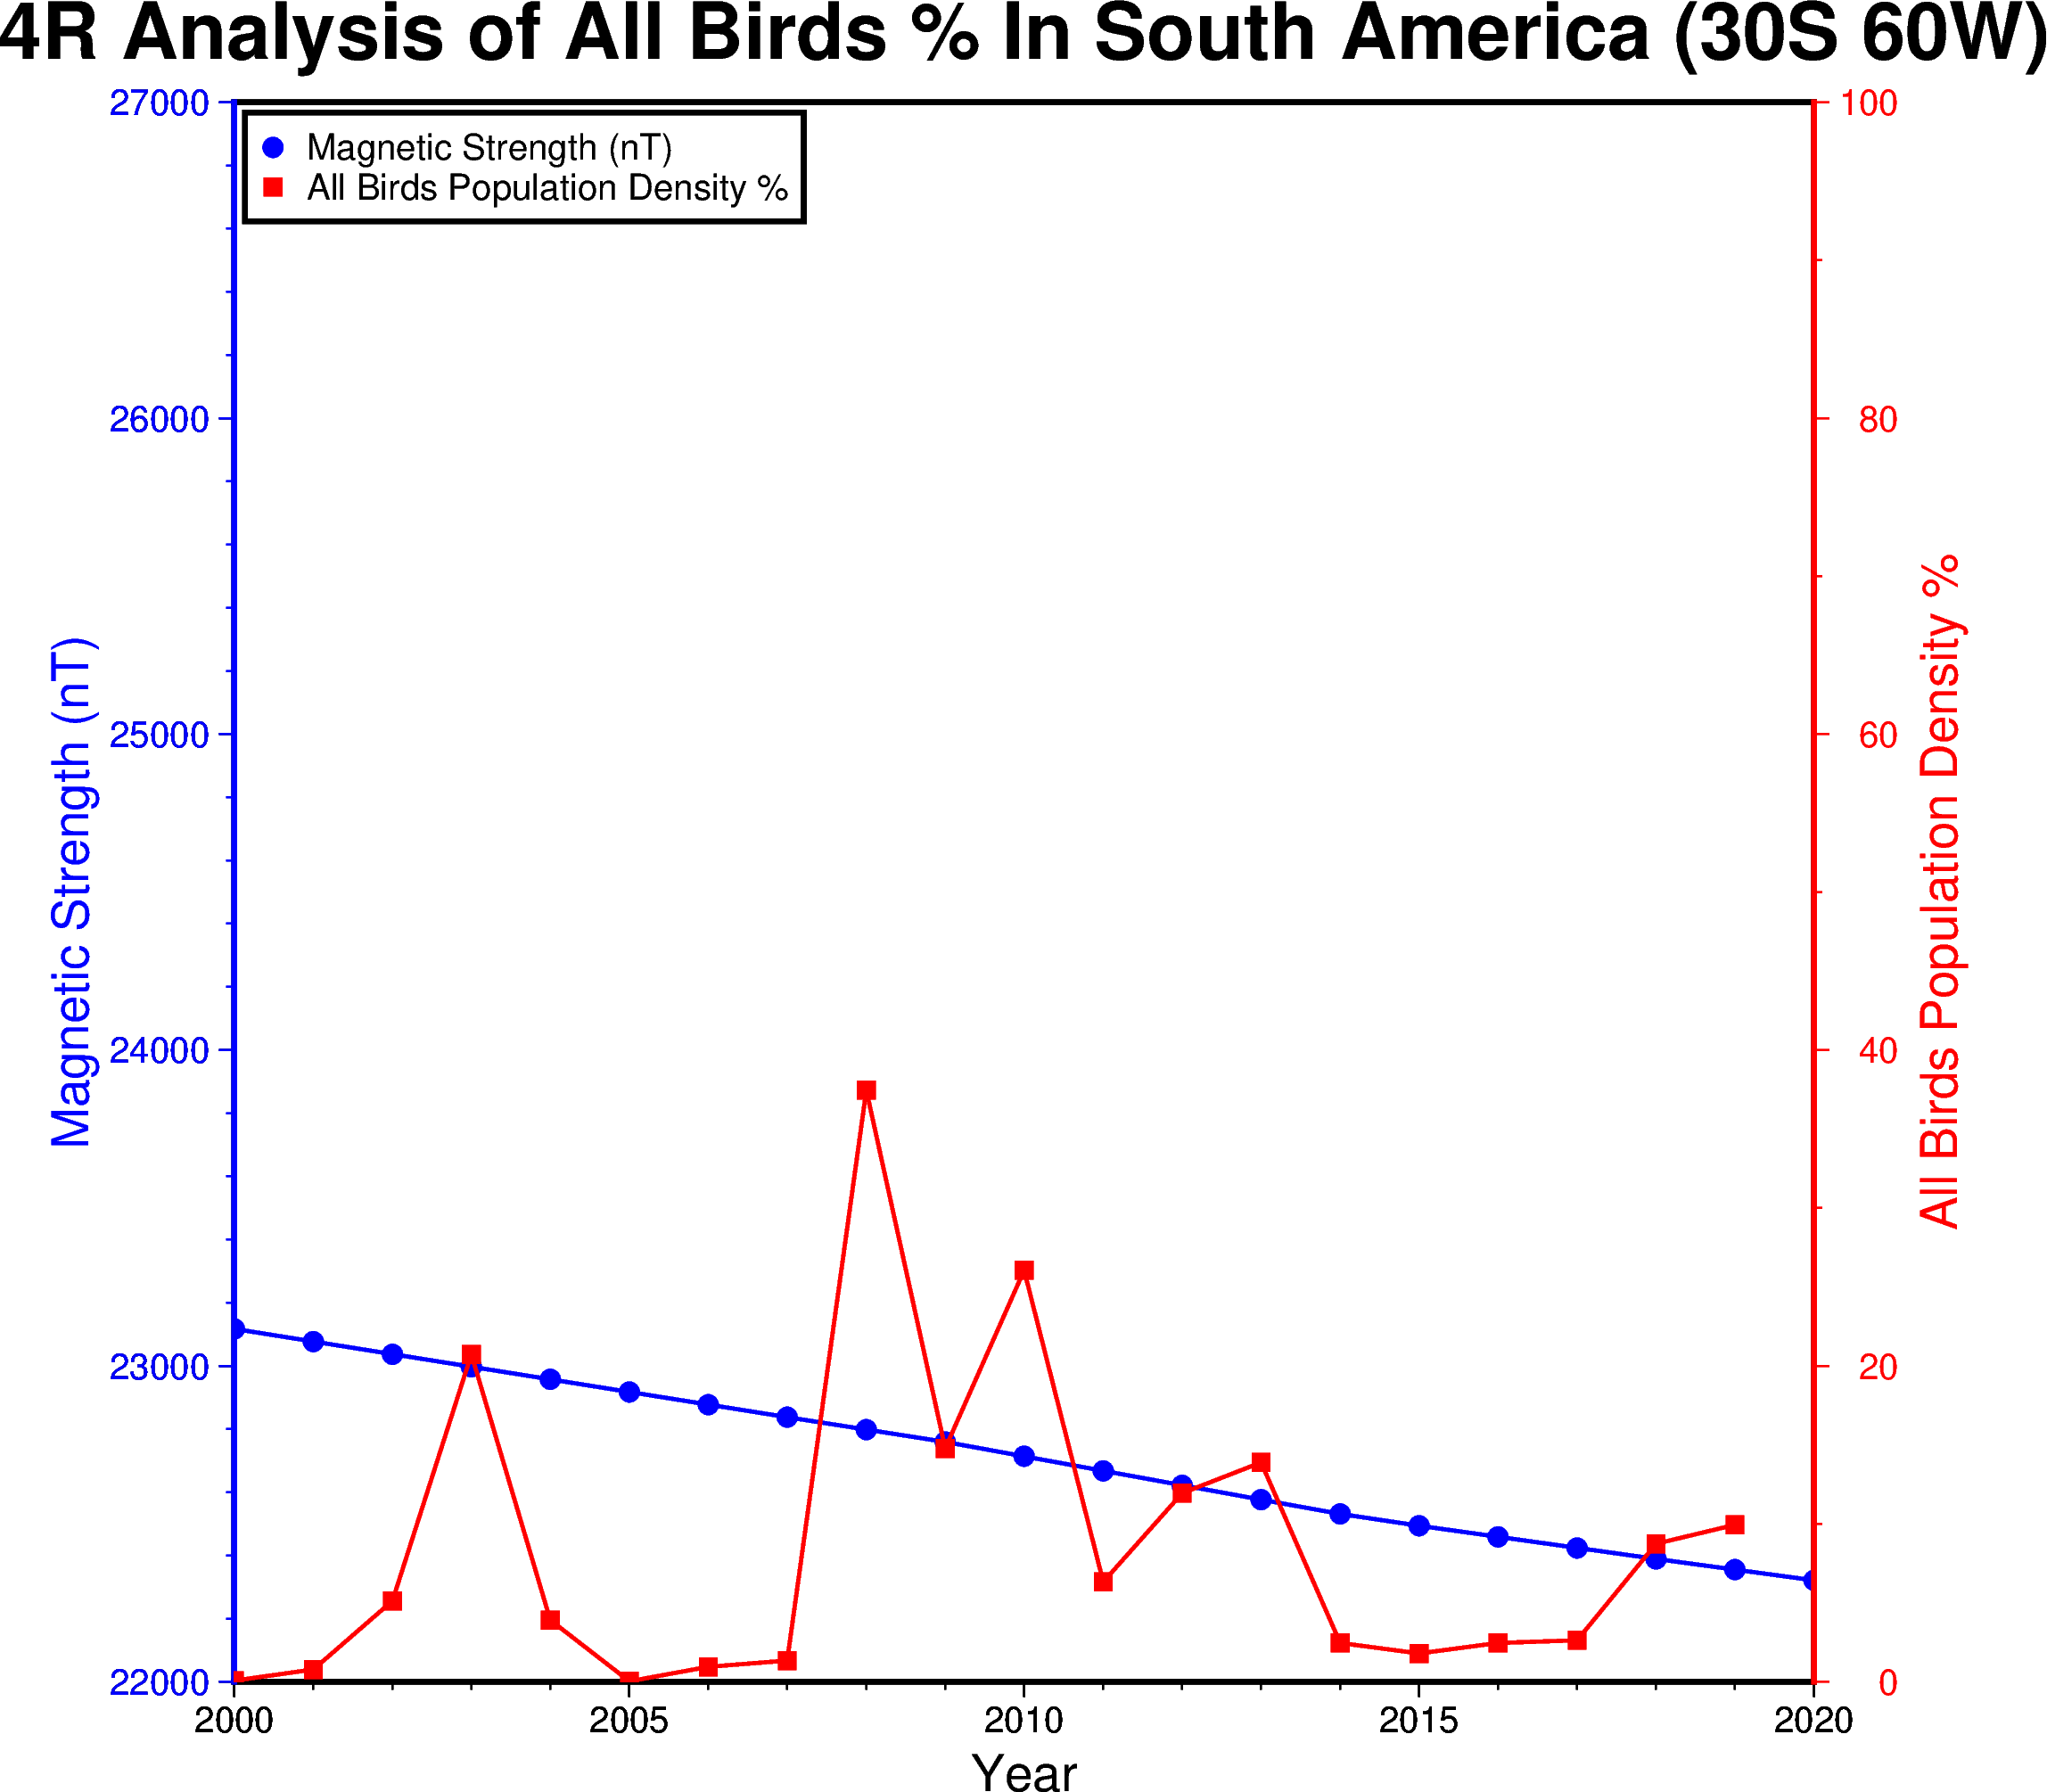 4R Analysis of All Birds % In South America (30S 60W)
Magnetic Strength (nT)
All Birds Population Density %
27000
26000
25000
24000
23000
22000
Magnetic Strength (nT)
100
80
60
40
20
0
All Birds Population Density %
2000 2005 2010 2015 2020
Year